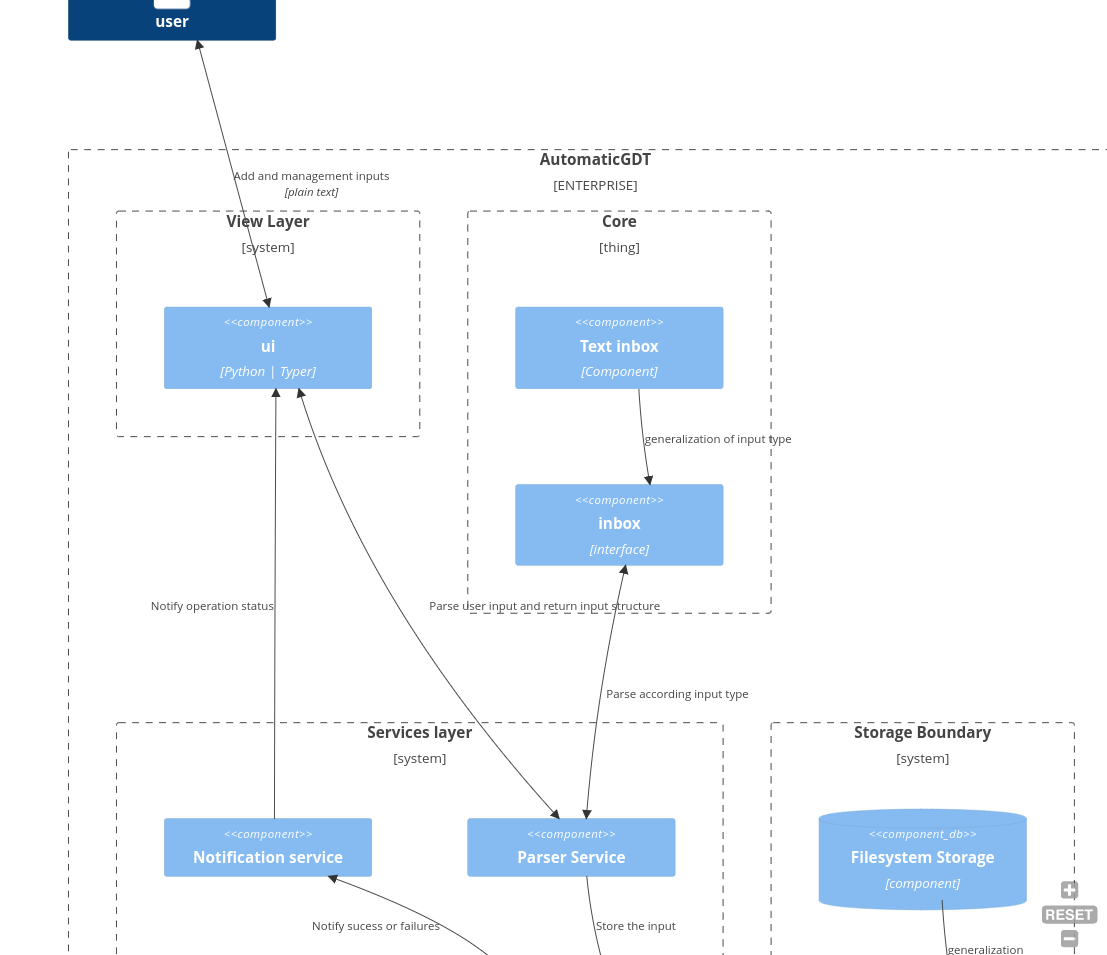 user
AutomaticGDT
[ENTERPRISE]
Add and management inputs
[plain text]
View Layer
[system]
Core
[thing]
<<component>>
ui
[Python | Typer]
<<component>>
Text inbox
[Component]
generalization of input type
<<component>>
inbox
[Interface]
Notify operation status
Parse user input and return input structure
Parse according input type
Services layer
[system]
Storage Boundary
[system]
<<component>>
Notification service
<<component>>
Parser Service
<<component_db>>
Filesystem Storage
[component]
RESET
Notify sucess or failures
Store the input
generalization